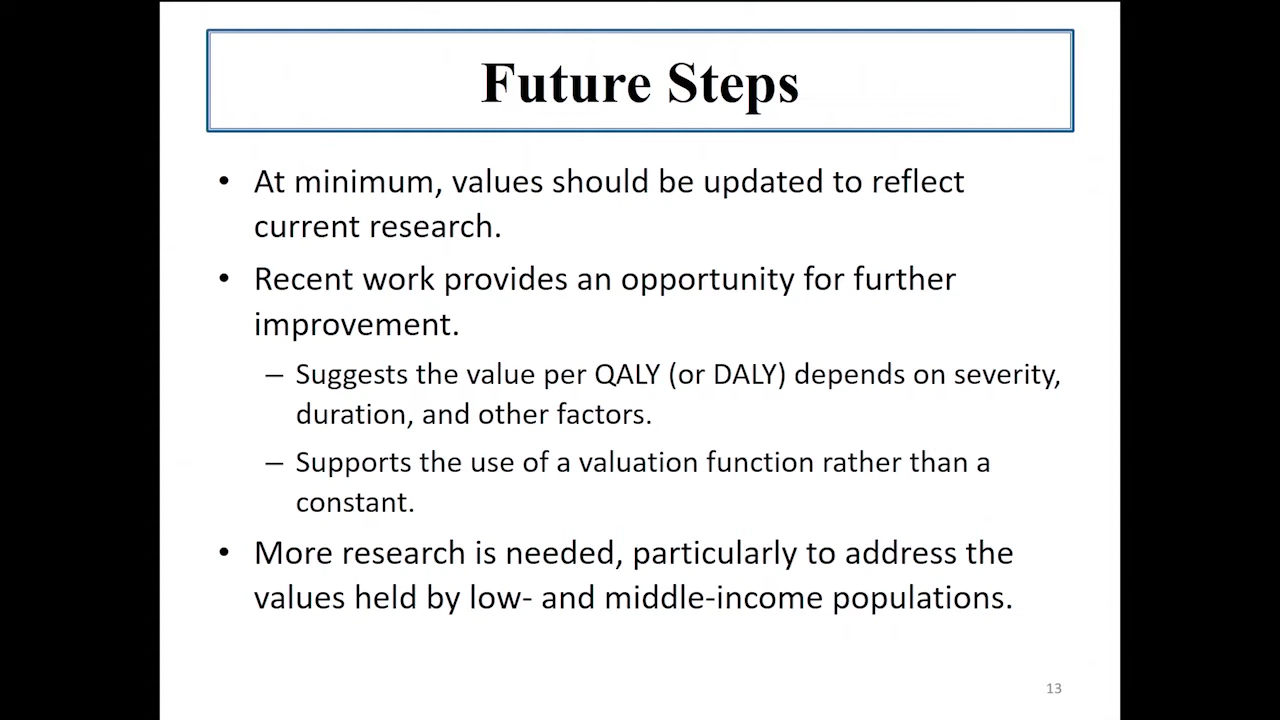 Future Steps
• At minimum, values should be updated to reflect
current research.
• Recent work provides an opportunity for further
improvement.
– Suggests the value per QALY (or DALY) depends on severity,
duration, and other factors.
– Supports the use of a valuation function rather than a
constant.
• More research is needed, particularly to address the
values held by low- and middle-income populations.
13